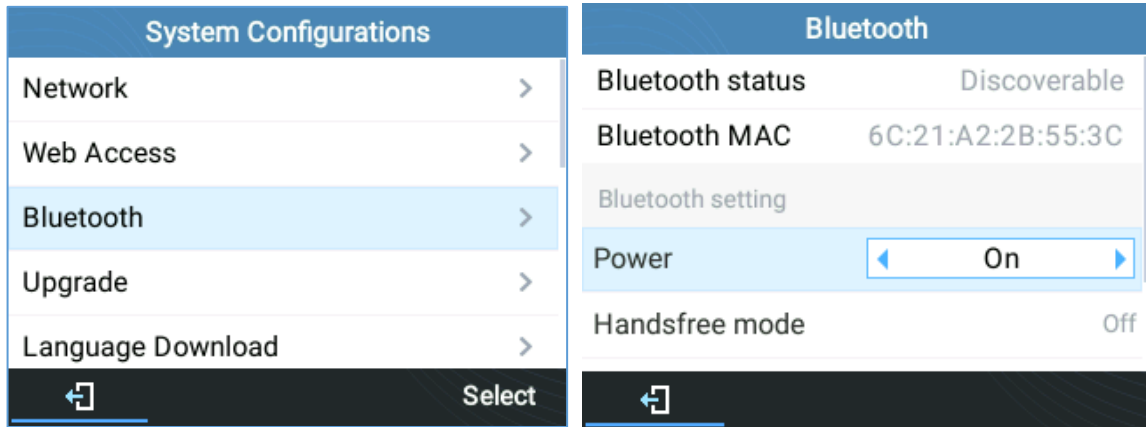 System Configurations
Network
Web Access
Bluetooth
Upgrade
Language Download
Select
Bluetooth
Bluetooth status Discoverable
Bluetooth MAC 6C:21:A2:2B:55:3C
Bluetooth setting
Power On
Handsfree mode Off